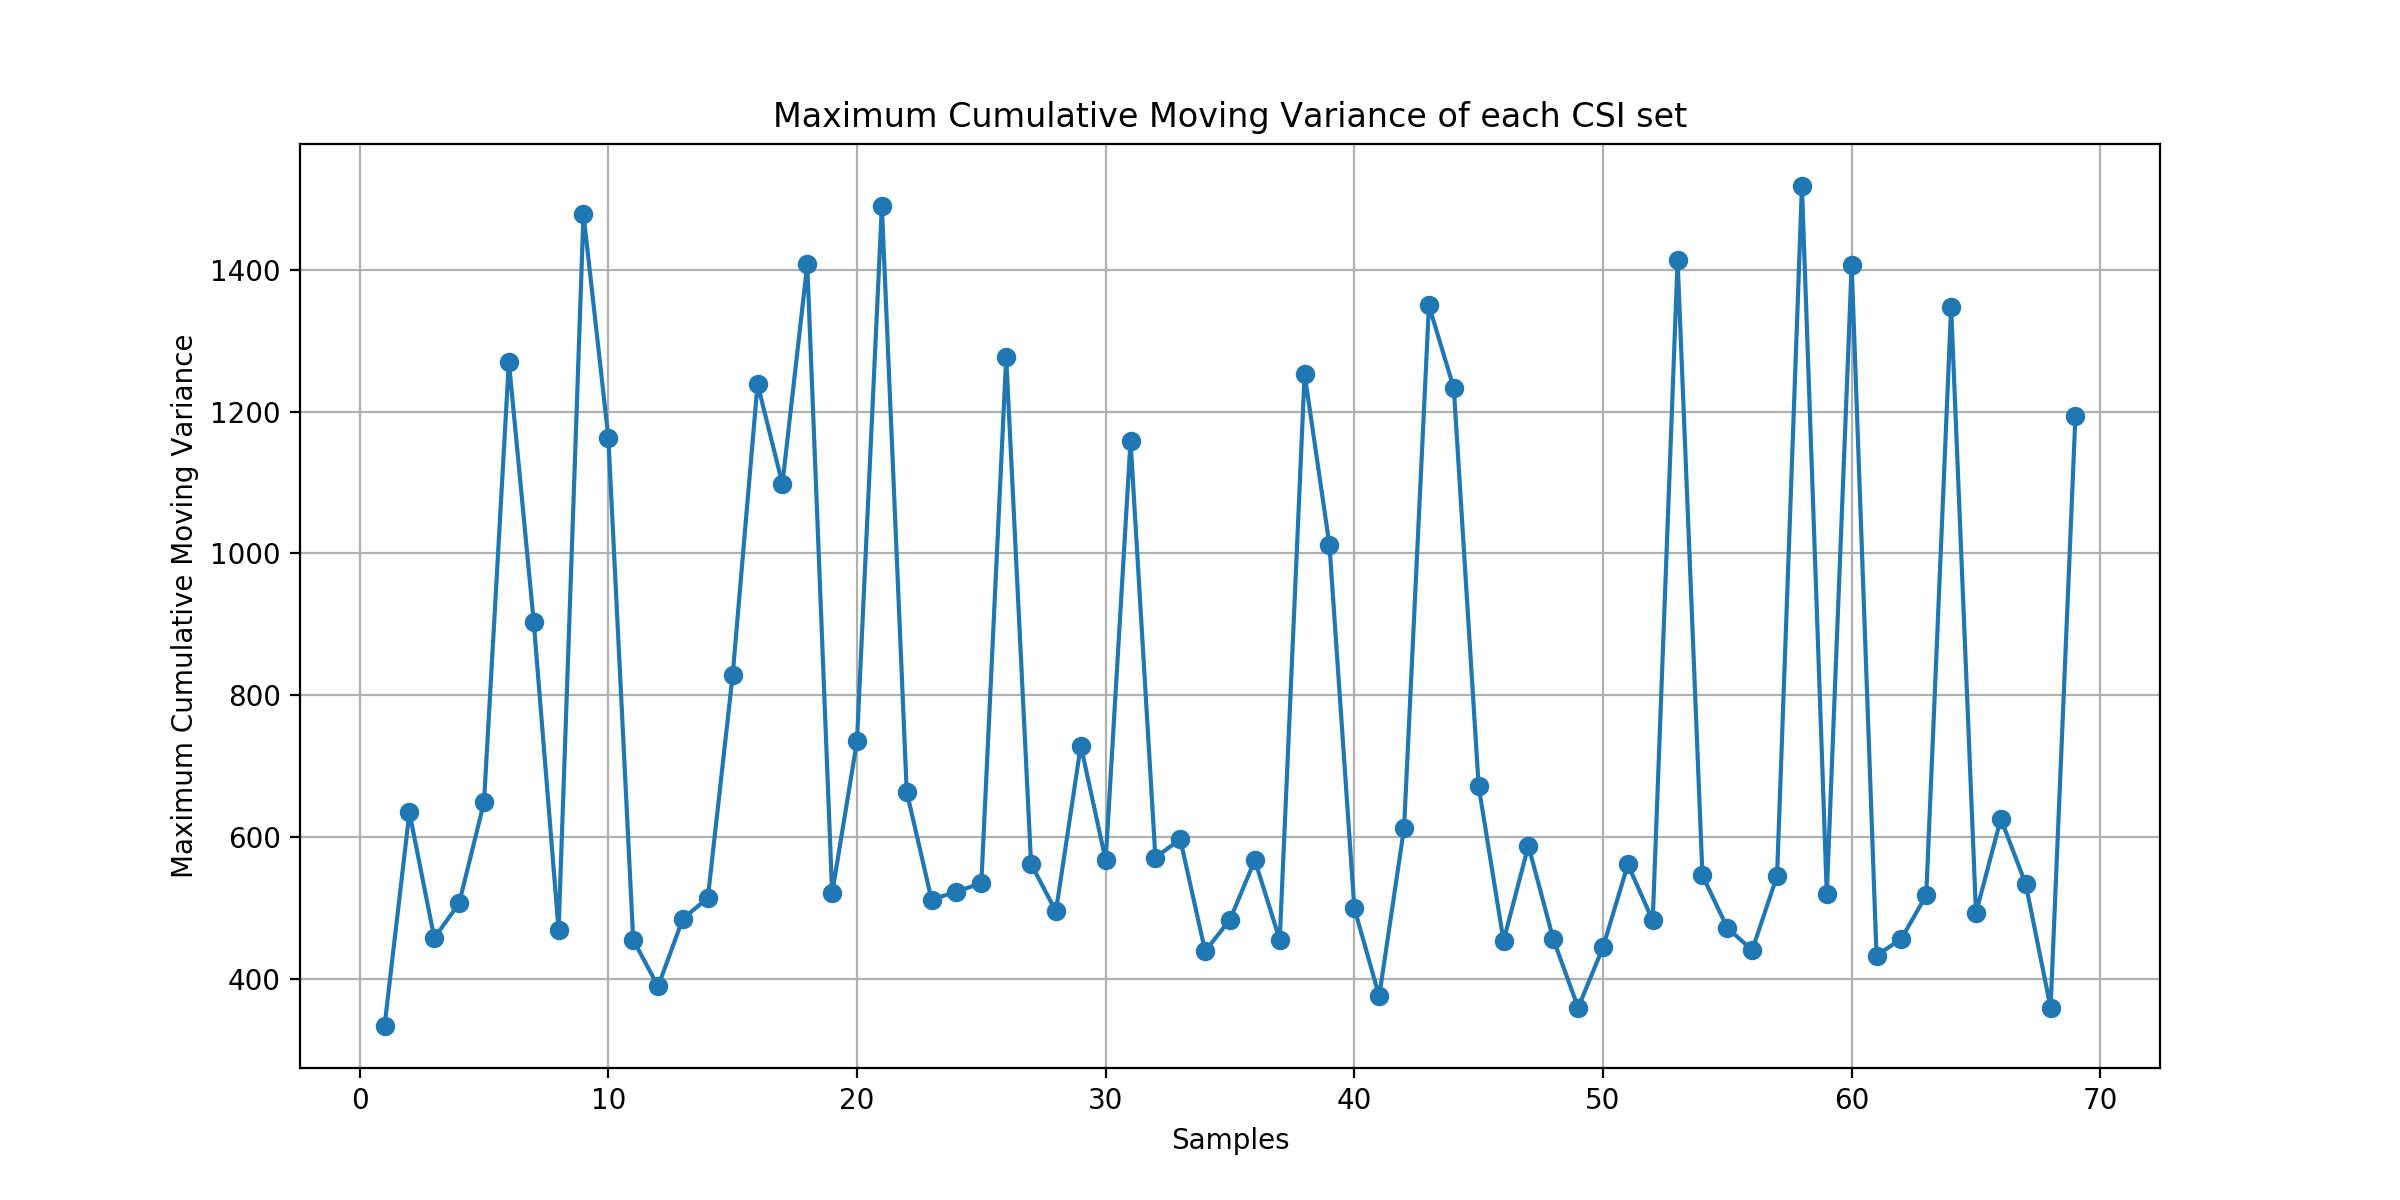 Maximum Cumulative Moving Variance of each CSI set
Maximum Cumulative Moving Variance
1400
1200
1000
800
600
400
0 10 20 30 40 50 60 70
Samples